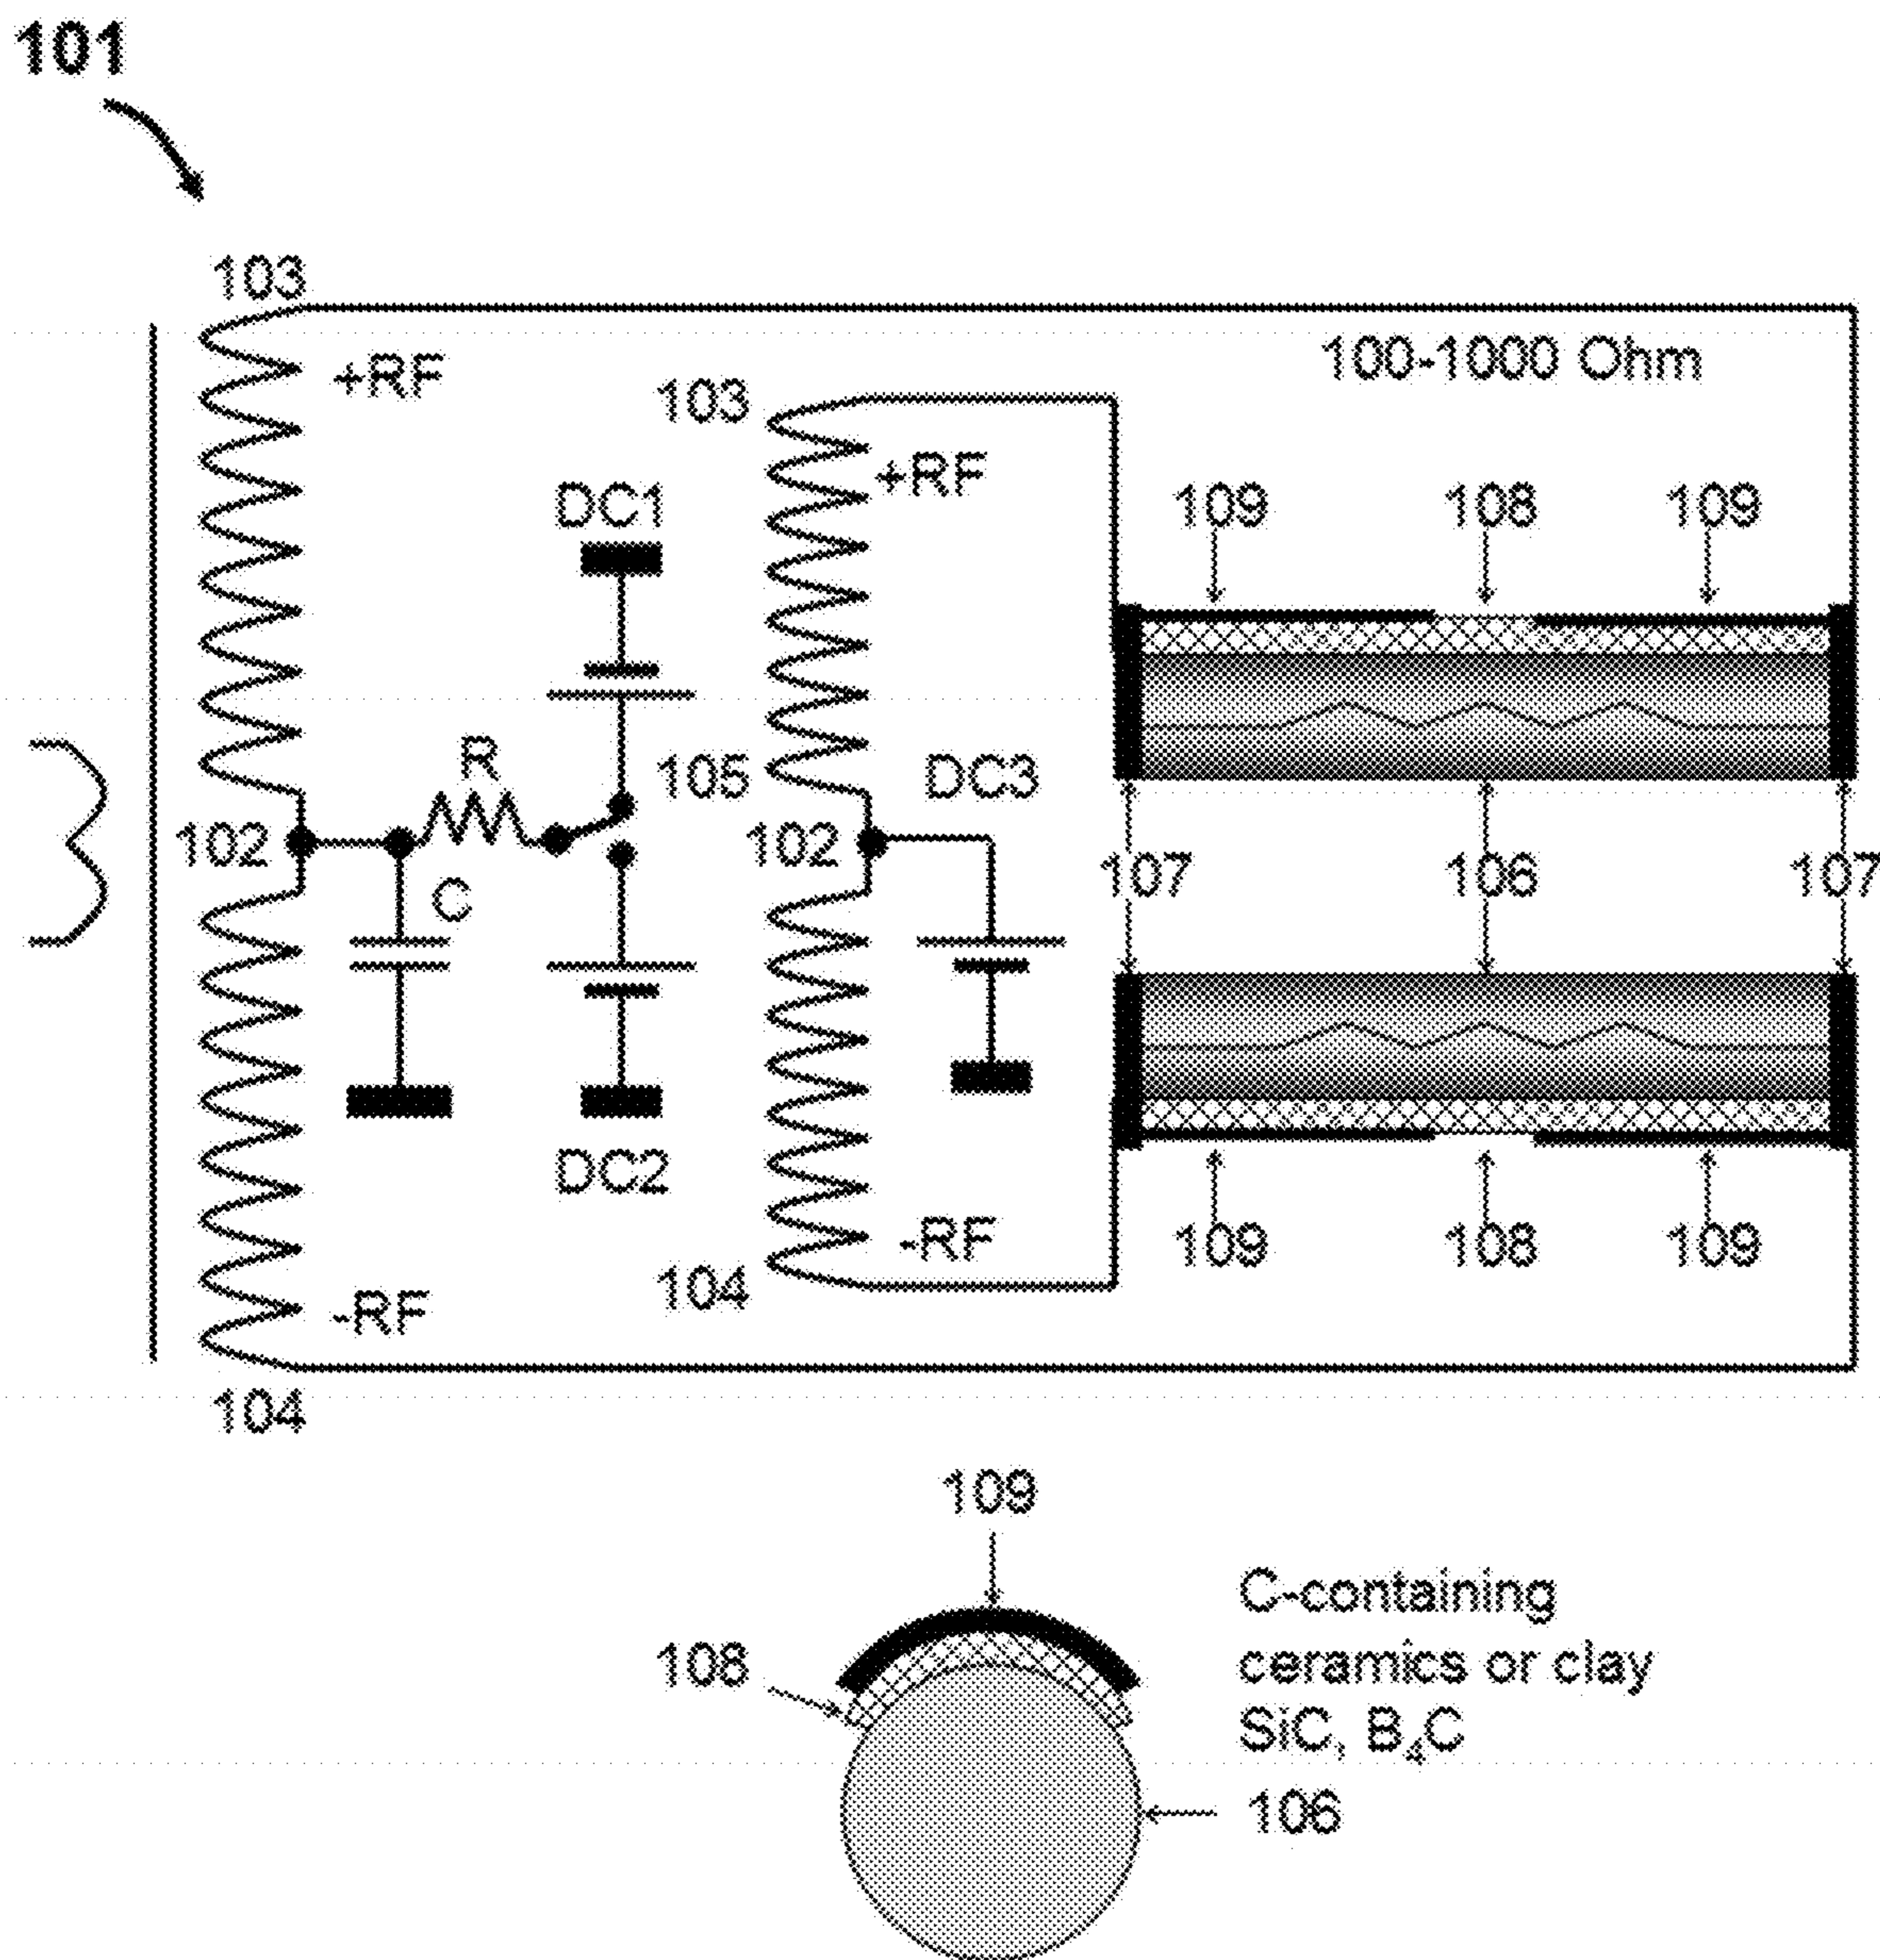 101
103
+RF
100-1000 Ohm
103
+RF
DC1
109 108 109
R
105
DC3
102
102
107 106 107
C
DC2
109 108 109
-RF
104
-RF
104
109
C-containing
108
ceramics or clay
SiC, B₄C
106